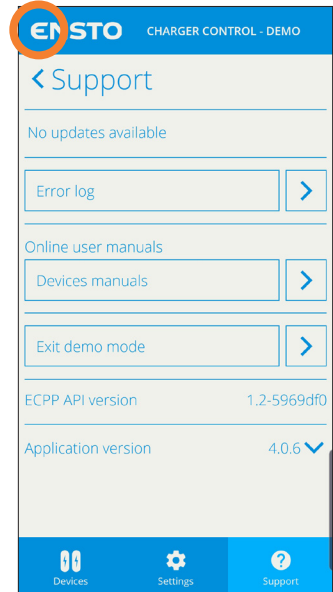 ENSTO CHARGER CONTROL - DEMO
Support
No updates available
Error log
Online user manuals
Devices manuals
Exit demo mode
ECPP API version 1.2-5969df0
Application version 4.0.6
Devices Settings Support